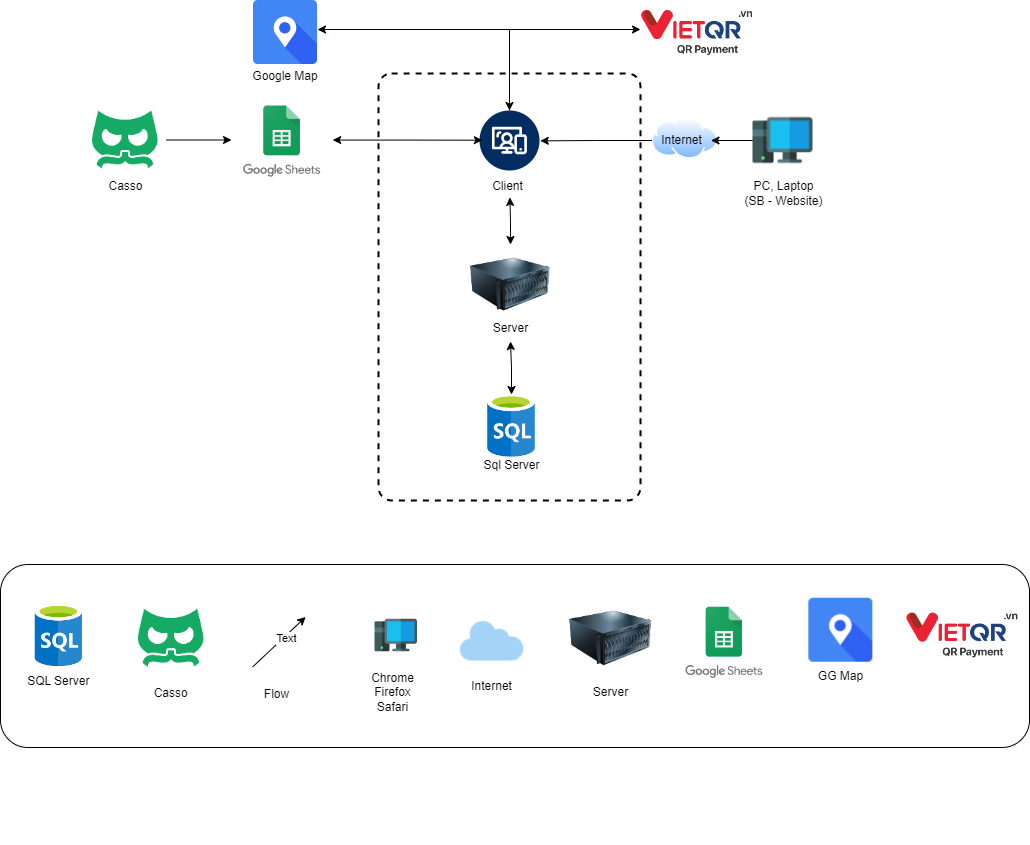 VIETQR
.vn
QR Payment
Google Map
Casso
Google Sheets
Client
Internet
PC, Laptop
(SB - Website)
Server
SQL
Sql Server
SQL
SQL Server
Casso
Text
Flow
Chrome
Firefox
Safari
Internet
Server
Google Sheets
GG Map
VIETQR
.vn
QR Payment